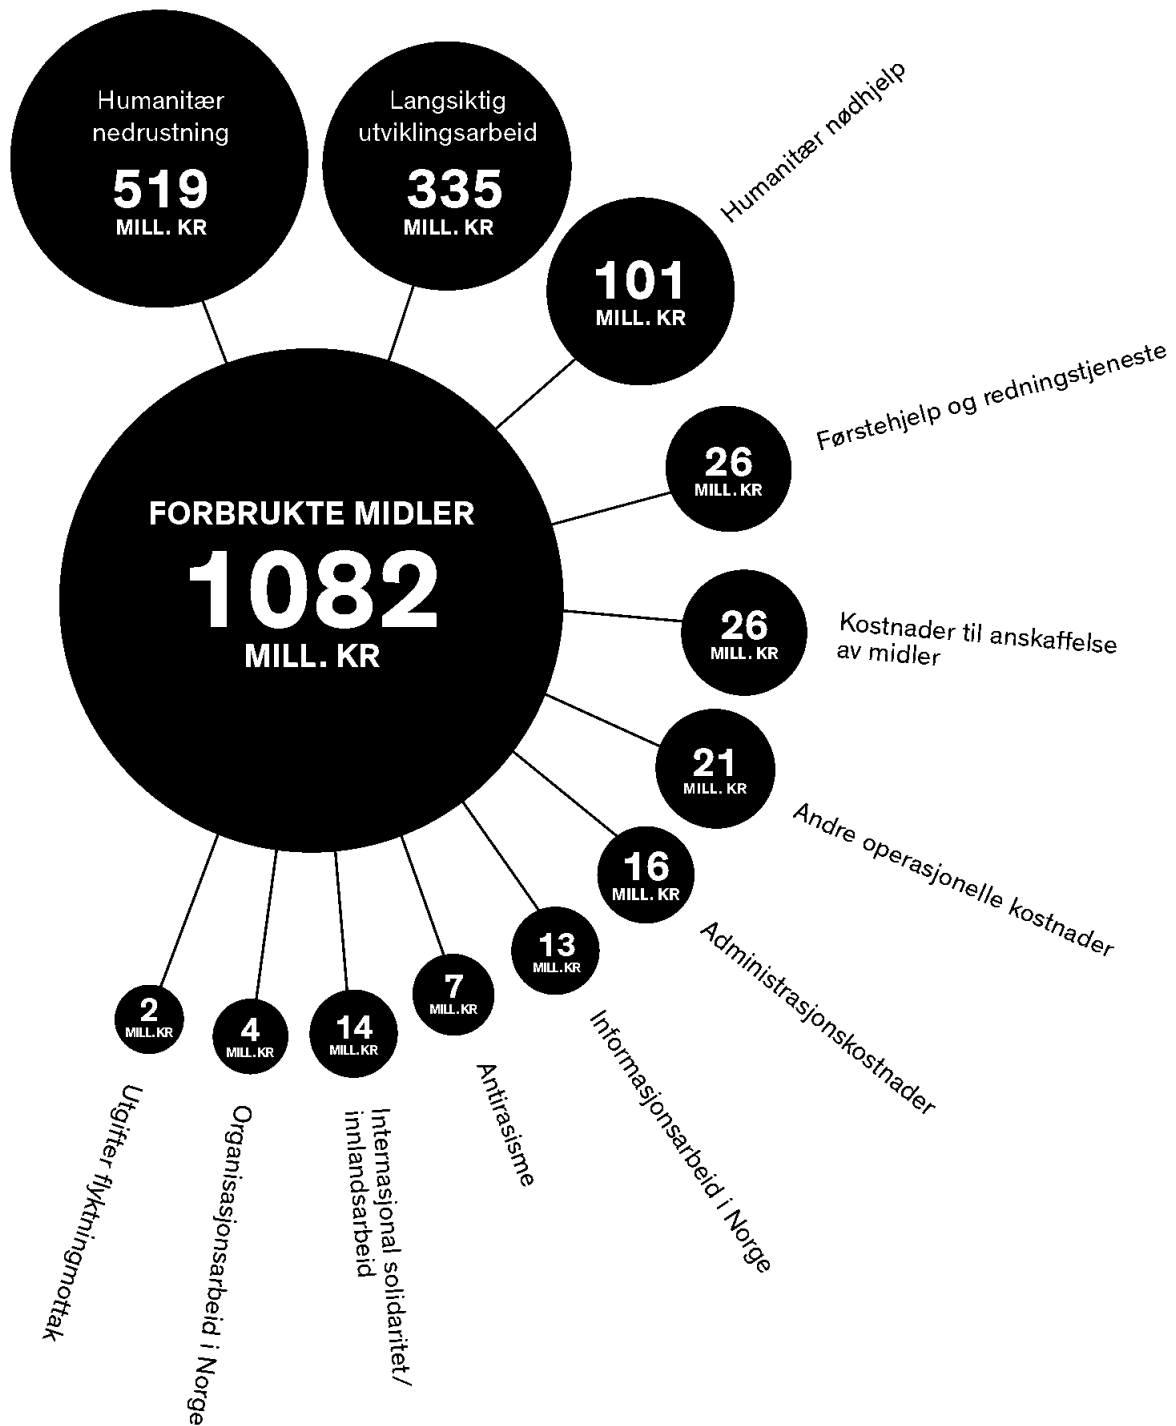 Humanitær
nedrustning
519
MILL. KR
Langsiktig
utviklingsarbeid
335
MILL. KR
Humanitær nødhjelp
101
MILL. KR
Førstehjelp og redningstjeneste
26
MILL. KR
FORBRUKTE MIDLER
1082
MILL. KR
Kostnader til anskaffelse
av midler
26
MILL. KR
21
MILL. KR
Andre operasjonelle kostnader
16
MILL. KR
Administrasjonskostnader
13
MILL. KR
Informasjonsarbeid i Norge
7
MILL. KR
Antirasisme
14
MILL. KR
Internasjonal solidaritet/
innlandsarbeid
4
MILL. KR
Organisasjonsarbeid i Norge
2
MILL. KR
Utgifter flyktningmottak